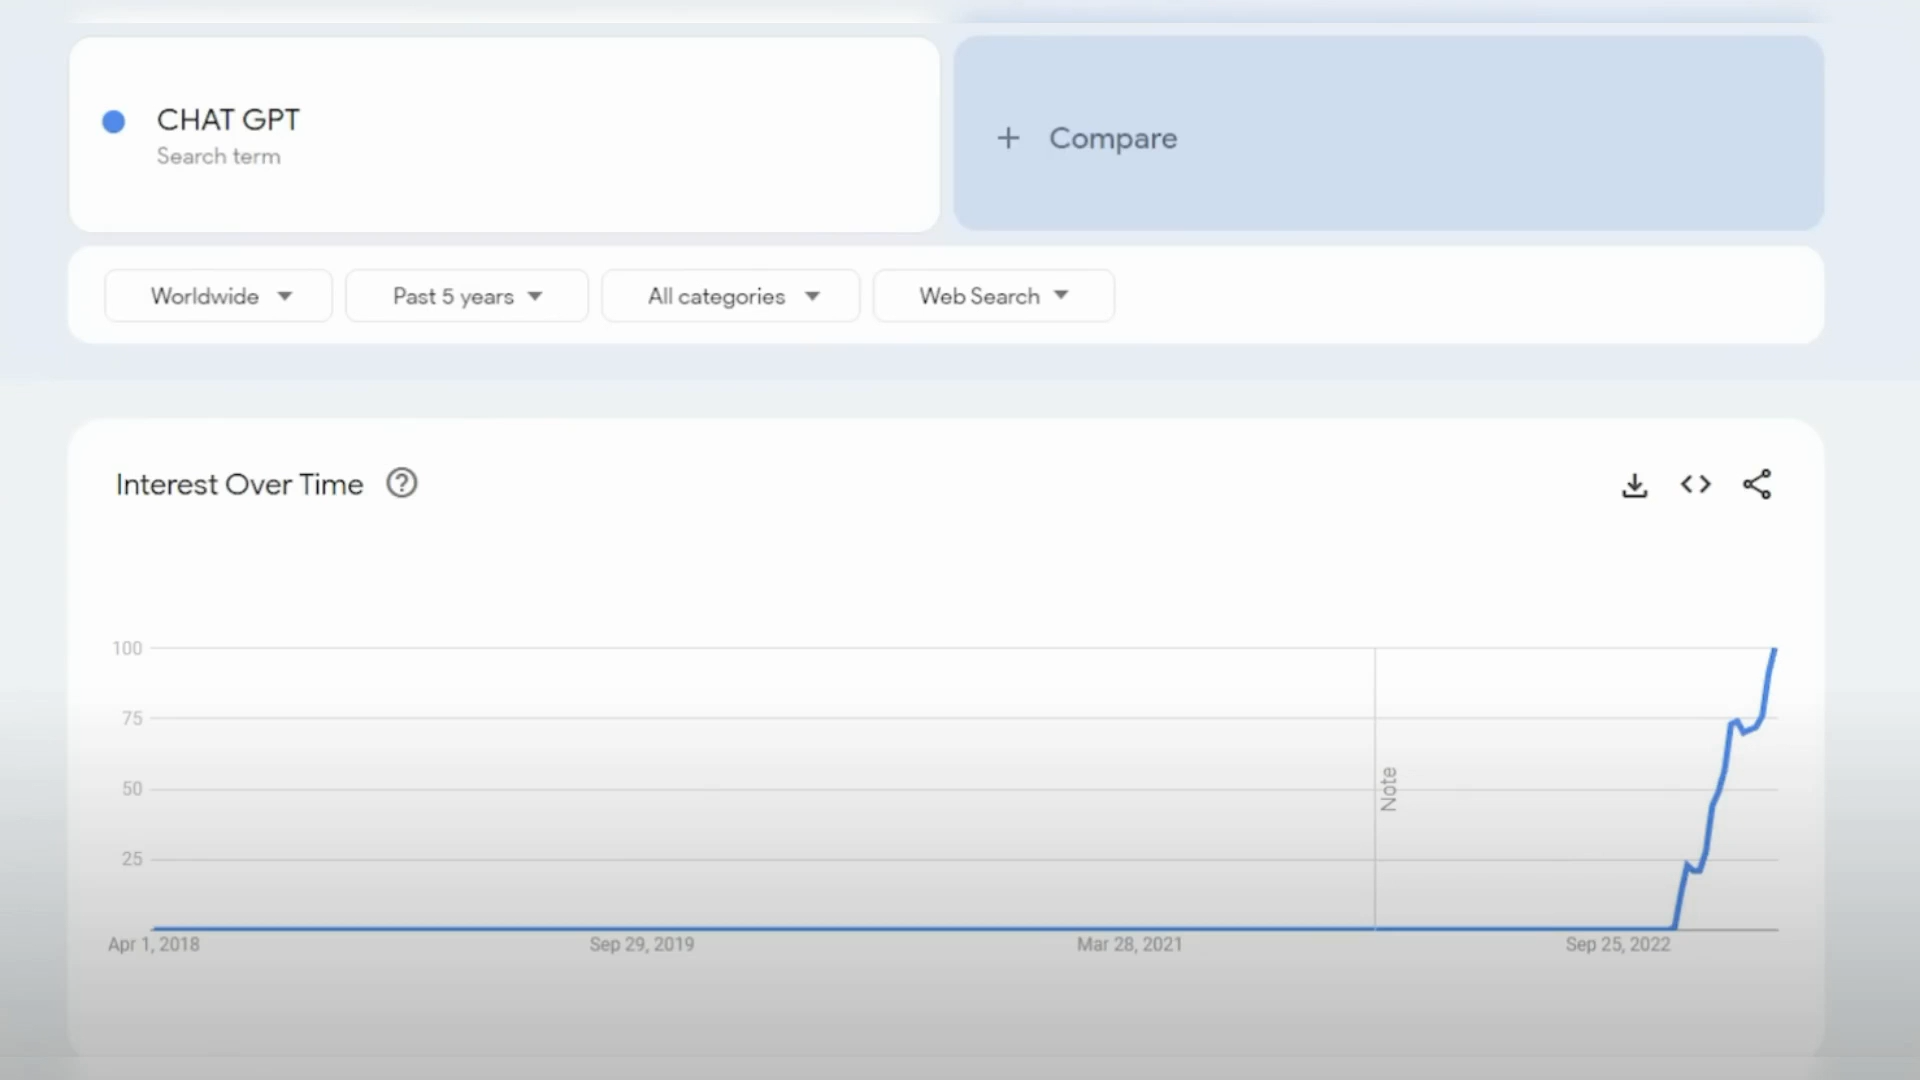 CHAT GPT
Search term
+ Compare
Worldwide
Past 5 years
All categories
Web Search
Interest Over Time
100
75
50
25
Note
Apr 1, 2018
Sep 29, 2019
Mar 28, 2021
Sep 25, 2022